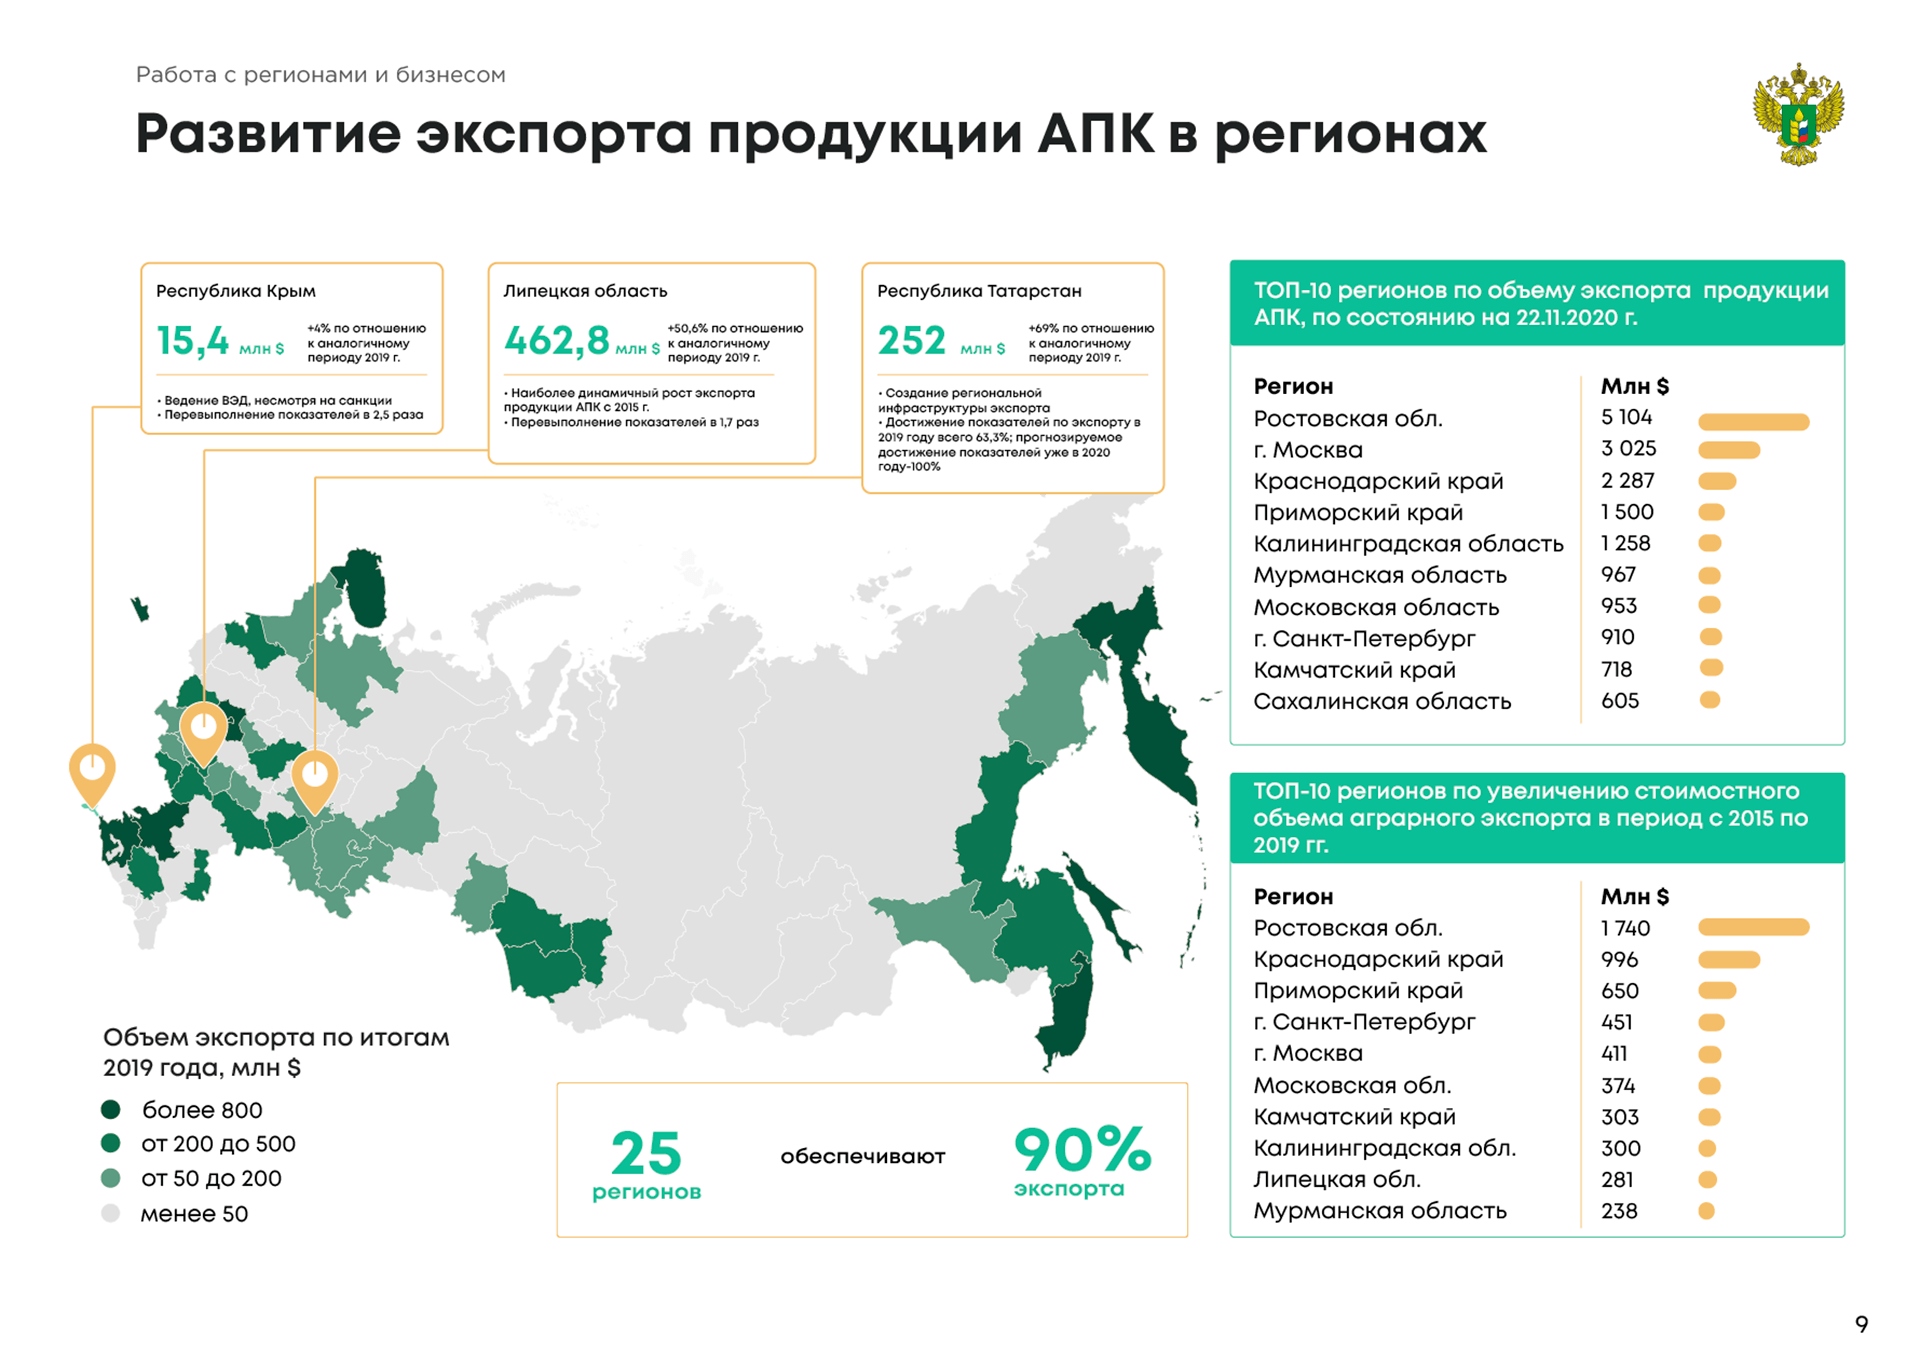 Работа с регионами и бизнесом
Развитие экспорта продукции АПК в регионах
Республика Крым
15,4 млн $
+4% по отношению
к аналогичному
периоду 2019 г.
· Ведение ВЭД, несмотря на санкции
· Перевыполнение показателей в 2,5 раза
Липецкая область
462,8 млн $
+50,6% по отношению
к аналогичному
периоду 2019 г.
· Наиболее динамичный рост экспорта
продукции АПК с 2015 г.
· Перевыполнение показателей в 1,7 раз
Республика Татарстан
252 млн $
+69% по отношению
к аналогичному
периоду 2019 г.
· Создание региональной
инфраструктуры экспорта
· Достижение показателей по экспорту в
2019 году всего 63,3%; прогнозируемое
достижение показателей уже в 2020
году-100%
Объем экспорта по итогам
2019 года, млн $
более 800
от 200 до 500
от 50 до 200
менее 50
25
регионов
обеспечивают
90%
экспорта
ТОП-10 регионов по объему экспорта продукции
АПК, по состоянию на 22.11.2020 г.
Регион Млн $
Ростовская обл. 5 104
г. Москва 3 025
Краснодарский край 2 287
Приморский край 1 500
Калининградская область 1 258
Мурманская область 967
Московская область 953
г. Санкт-Петербург 910
Камчатский край 718
Сахалинская область 605
ТОП-10 регионов по увеличению стоимостного
объема аграрного экспорта в период с 2015 по
2019 гг.
Регион Млн $
Ростовская обл. 1 740
Краснодарский край 996
Приморский край 650
г. Санкт-Петербург 451
г. Москва 411
Московская обл. 374
Камчатский край 303
Калининградская обл. 300
Липецкая обл. 281
Мурманская область 238
9